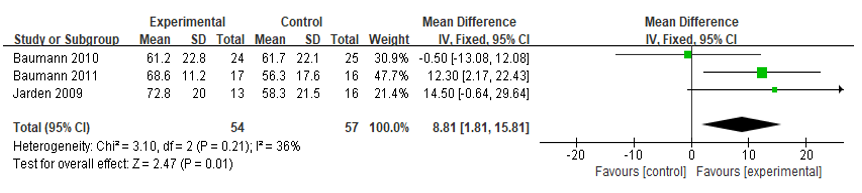 Experimental Control Mean Difference Mean Difference
Study or Subgroup Mean SD Total Mean SD Total Weight IV, Fixed, 95% CI IV, Fixed, 95% CI
Baumann 2010 61.2 22.8 24 61.7 22.1 25 30.9% -0.50 [-13.08, 12.08]
Baumann 2011 68.6 11.2 17 56.3 17.6 16 47.7% 12.30 [2.17, 22.43]
Jarden 2009 72.8 20 13 58.3 21.5 16 21.4% 14.50 [-0.64, 29.64]
Total (95% CI) 54 57 100.0% 8.81 [1.81, 15.81]
Heterogeneity: Chi² = 3.10, df = 2 (P = 0.21); I² = 36%
Test for overall effect: Z = 2.47 (P = 0.01)
-20 -10 0 10 20
Favours [control] Favours [experimental]